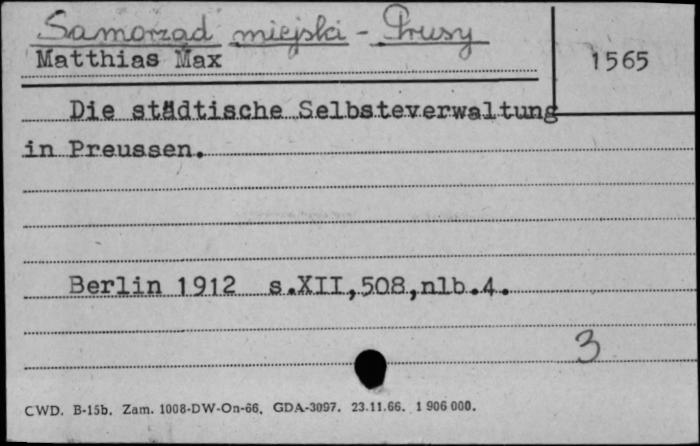 Samorząd miejski - Prusy
Matthias Max
1565
Die städtische Selbsteverwaltung
in Preussen.
Berlin 1912 s.XII,508,nlb.4.
3
CWD. B-15b. Zam. 1008-DW-On-66. GDA-3097. 23.11.66. 1 906 000.